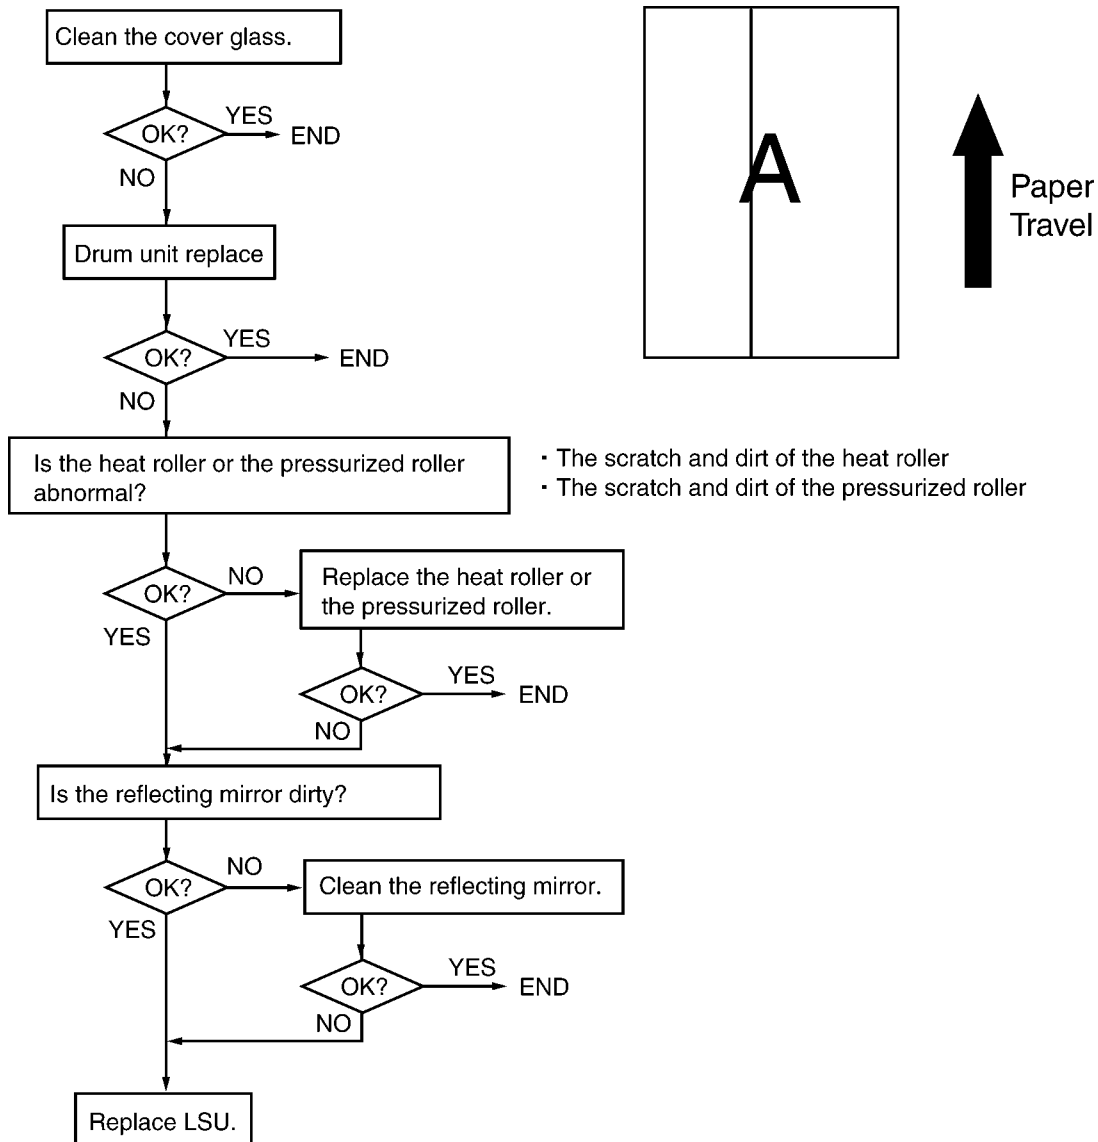 Clean the cover glass.
OK?
YES
END
NO
Drum unit replace
OK?
YES
END
NO
Is the heat roller or the pressurized roller
abnormal?
OK?
NO
Replace the heat roller or
the pressurized roller.
YES
OK?
YES
END
NO
Is the reflecting mirror dirty?
OK?
NO
Clean the reflecting mirror.
YES
OK?
YES
END
NO
Replace LSU.
A
Paper
Travel
· The scratch and dirt of the heat roller
· The scratch and dirt of the pressurized roller